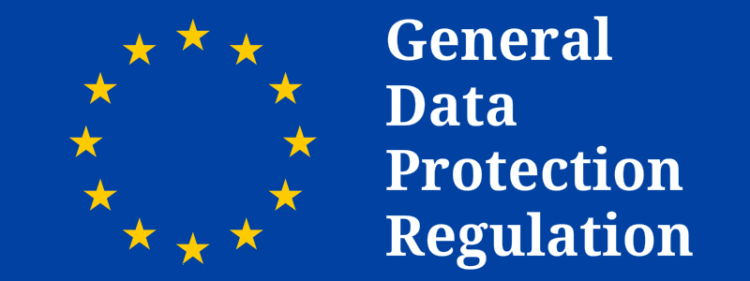 General
Data
Protection
Regulation